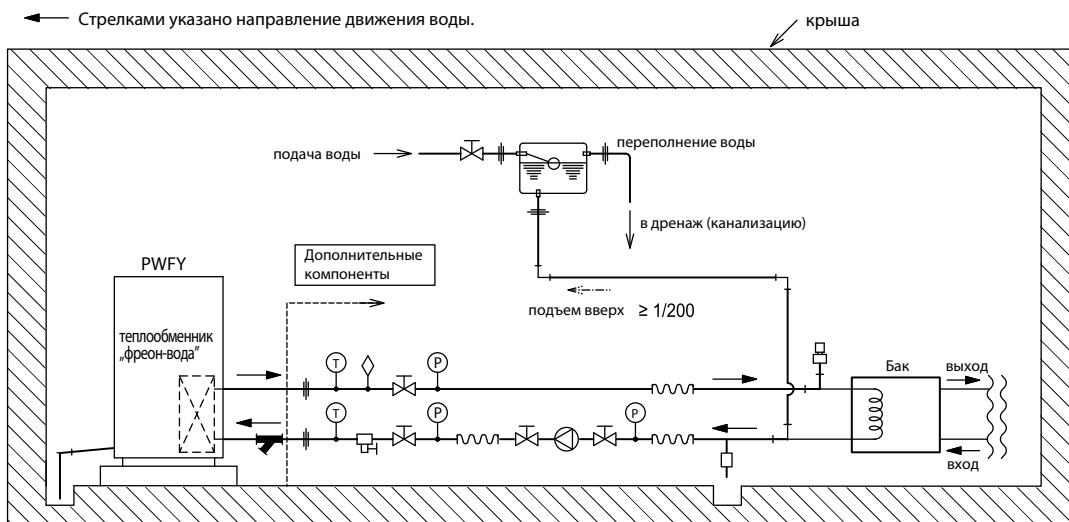 Стрелками указано направление движения воды.
крыша
подача воды
переполнение воды
в дренаж (канализацию)
PWFY
Дополнительные
компоненты
подъем вверх ≥ 1/200
теплообменник
„фреон-вода”
T
P
Бак
выход
T
P
P
вход